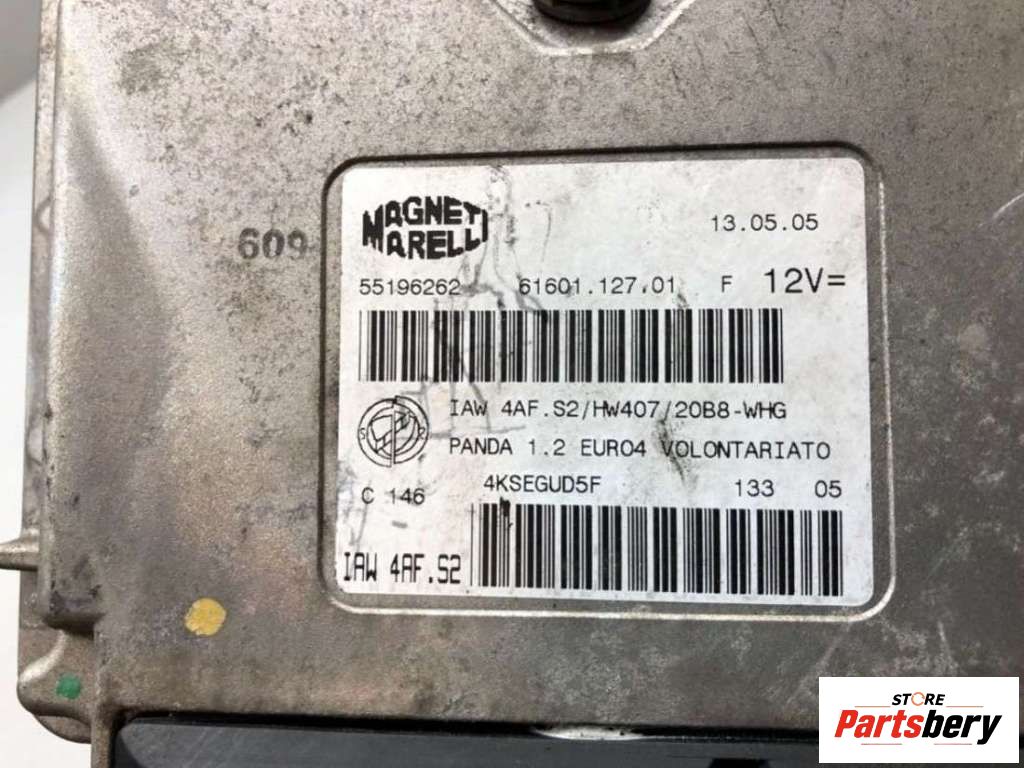 MAGNETI
MARELLI
13.05.05
609
55196262 61601.127.01 F 12V=
IAW 4AF.S2/HW407/20B8-WHG
PANDA 1.2 EURO4 VOLONTARIATO
C 146 4KSEGUD5F 133 05
IAW 4AF.S2
STORE
Partsbery